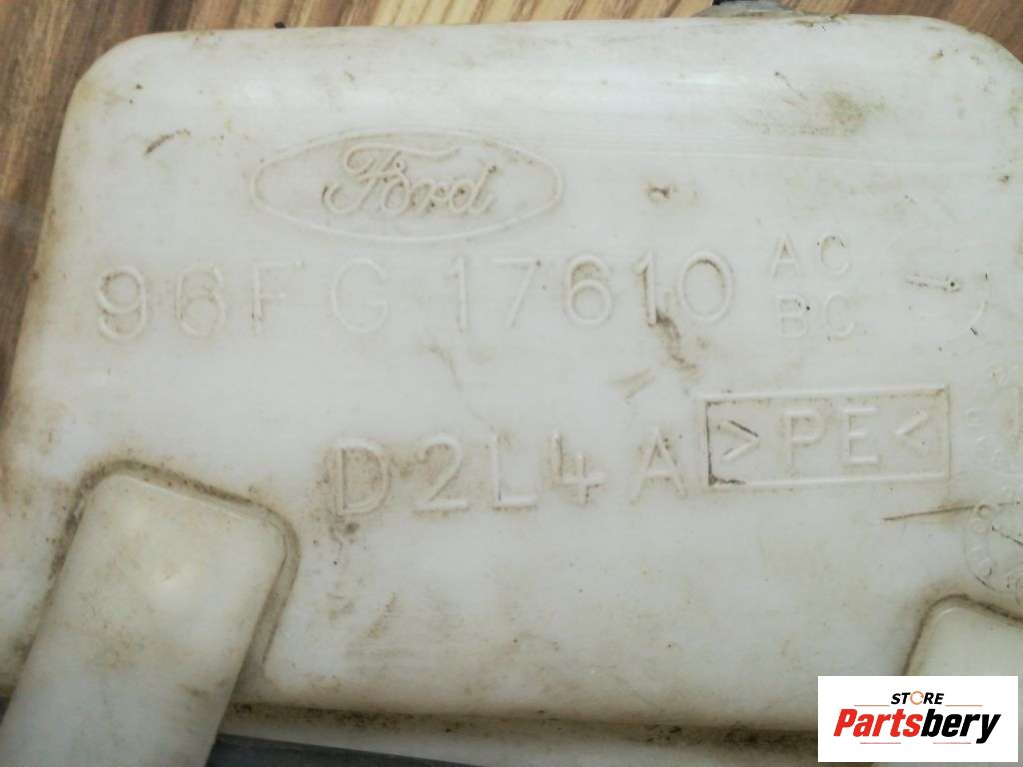 Ford
96FG 17610 AC
BC
D2L4A >PE<
STORE
Partsbery